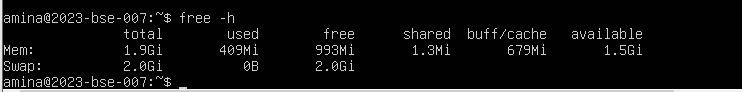 amina@2023-bse-007:~$ free -h
total used free shared buff/cache available
Mem: 1.9Gi 409Mi 993Mi 1.3Mi 679Mi 1.5Gi
Swap: 2.0Gi 0B 2.0Gi
amina@2023-bse-007:~$ _